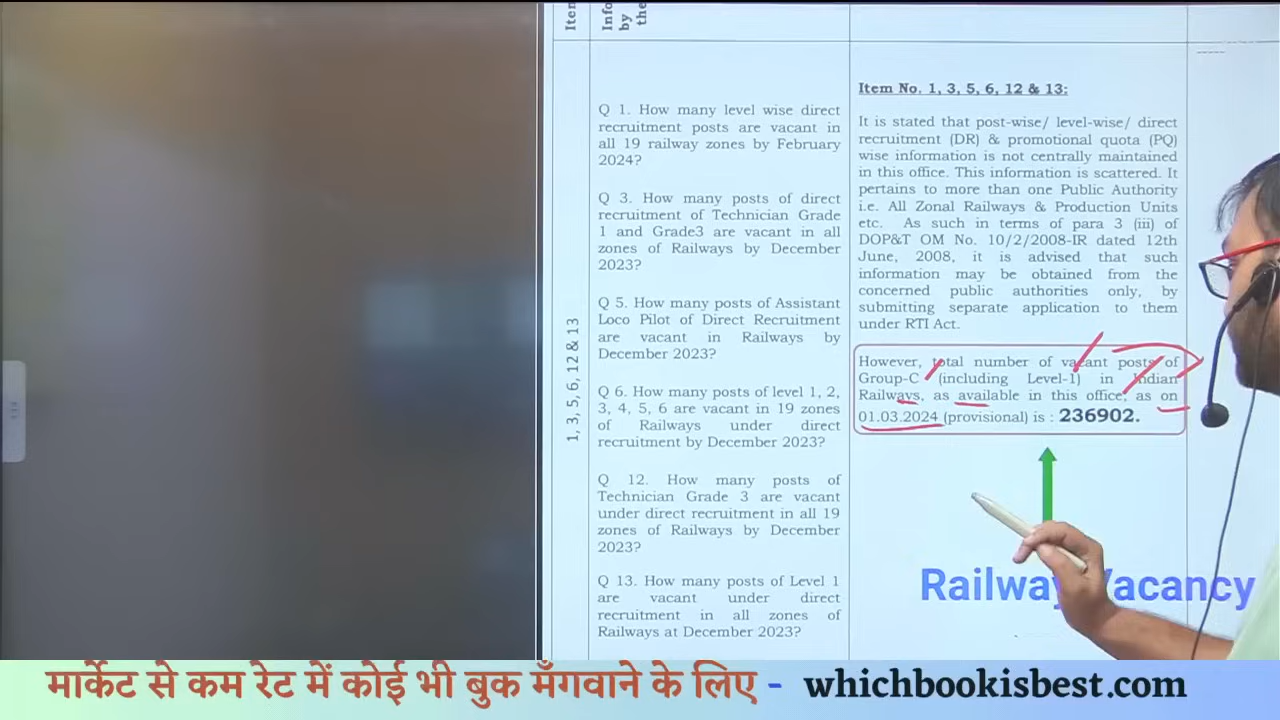 Item
Info
by
the
1, 3, 5, 6, 12 & 13
Q 1. How many level wise direct
recruitment posts are vacant in
all 19 railway zones by February
2024?
Q 3. How many posts of direct
recruitment of Technician Grade
1 and Grade3 are vacant in all
zones of Railways by December
2023?
Q 5. How many posts of Assistant
Loco Pilot of Direct Recruitment
are vacant in Railways by
December 2023?
Q 6. How many posts of level 1, 2,
3, 4, 5, 6 are vacant in 19 zones
of Railways under direct
recruitment by December 2023?
Q 12. How many posts of
Technician Grade 3 are vacant
under direct recruitment in all 19
zones of Railways by December
2023?
Q 13. How many posts of Level 1
are vacant under direct
recruitment in all zones of
Railways at December 2023?
Item No. 1, 3, 5, 6, 12 & 13:
It is stated that post-wise/ level-wise/ direct
recruitment (DR) & promotional quota (PQ)
wise information is not centrally maintained
in this office. This information is scattered. It
pertains to more than one Public Authority
i.e. All Zonal Railways & Production Units
etc. As such in terms of para 3 (iii) of
DOP&T OM No. 10/2/2008-IR dated 12th
June, 2008, it is advised that such
information may be obtained from the
concerned public authorities only, by
submitting separate application to them
under RTI Act.
However, total number of vacant posts of
Group-C (including Level-1) in Indian
Railways, as available in this office, as on
01.03.2024 (provisional) is : 236902.
Railway Vacancy
मार्केट से कम रेट में कोई भी बुक मँगवाने के लिए - whichbookisbest.com